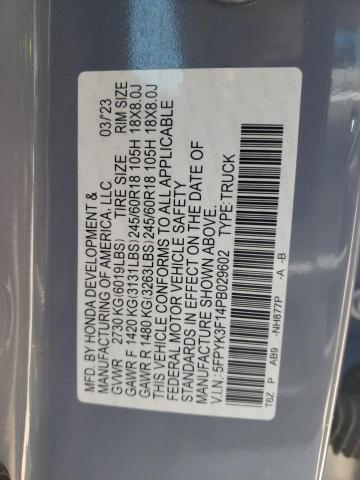 MFD. BY HONDA DEVELOPMENT & 03/'23
MANUFACTURING OF AMERICA, LLC.
GVWR 2730 KG(6019LBS) TIRE SIZE RIM SIZE
GAWR F 1420 KG(3131LBS)245/60R18 105H 18X8.0J
GAWR R 1480 KG(3263LBS)245/60R18 105H 18X8.0J
THIS VEHICLE CONFORMS TO ALL APPLICABLE
FEDERAL MOTOR VEHICLE SAFETY
STANDARDS IN EFFECT ON THE DATE OF
MANUFACTURE SHOWN ABOVE.
V.I.N.:5FPYK3F14PB029602 TYPE:TRUCK
T6Z P AB9 -NH877P -A -B